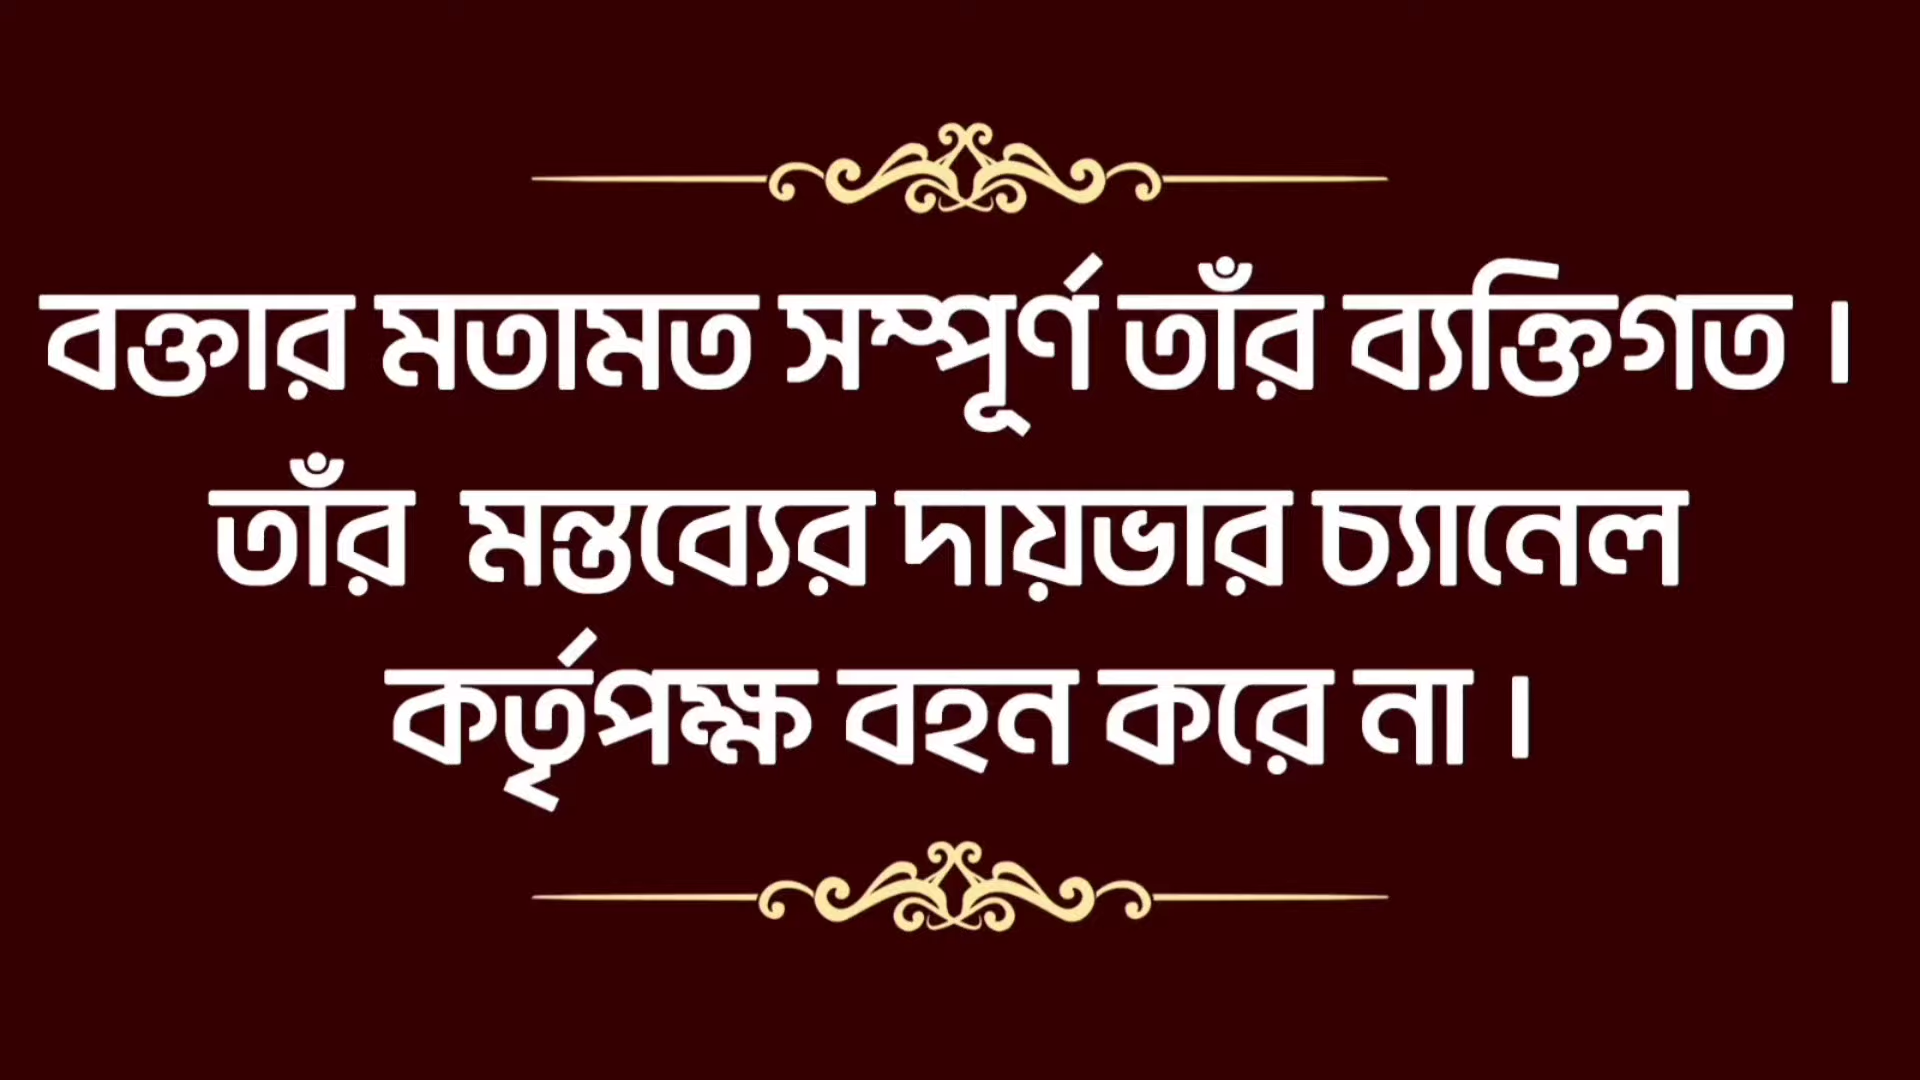 বক্তার মতামত সম্পূর্ণ তাঁর ব্যক্তিগত ।
তাঁর মন্তব্যের দায়ভার চ্যানেল
কর্তৃপক্ষ বহন করে না ।